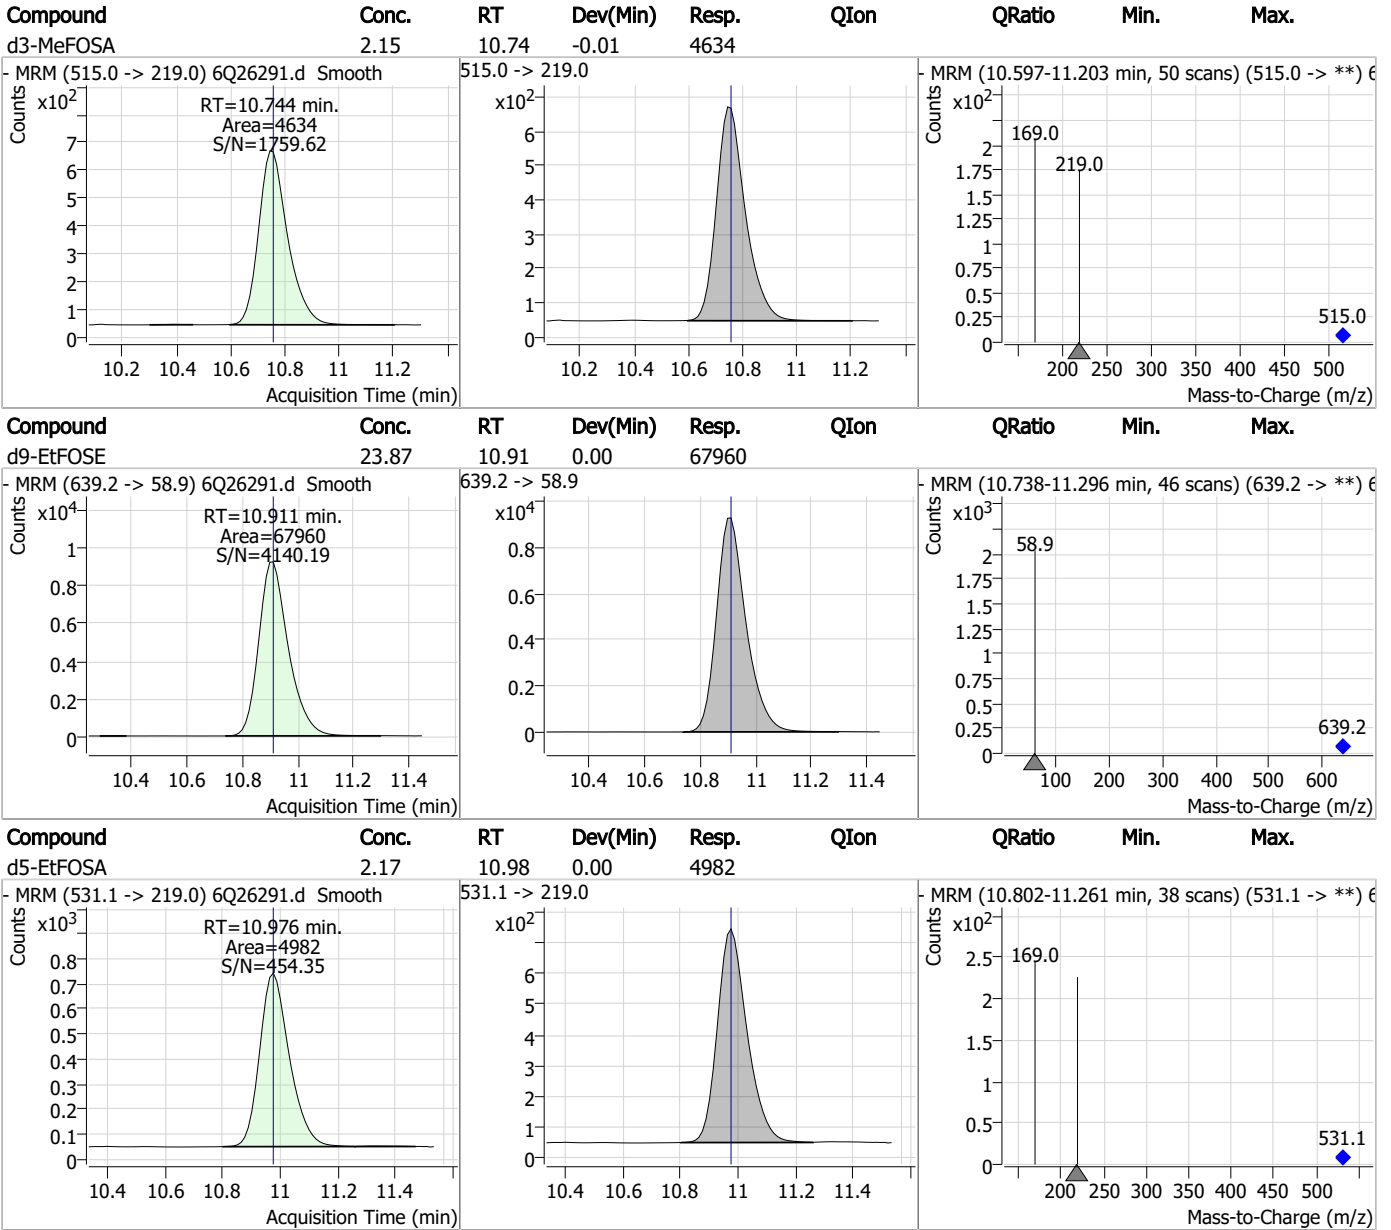 Compound Conc. RT Dev(Min) Resp. QIon QRatio Min. Max.
d3-MeFOSA 2.15 10.74 -0.01 4634
- MRM (515.0 -> 219.0) 6Q26291.d Smooth
Counts
x10²
RT=10.744 min.
Area=4634
S/N=1759.62
7
6
5
4
3
2
1
0
10.2 10.4 10.6 10.8 11 11.2
Acquisition Time (min)
515.0 -> 219.0
x10²
6
5
4
3
2
1
0
10.2 10.4 10.6 10.8 11 11.2
- MRM (10.597-11.203 min, 50 scans) (515.0 -> **) 6
Counts
x10²
169.0
219.0
515.0
2
1.75
1.5
1.25
1
0.75
0.5
0.25
0
200 250 300 350 400 450 500
Mass-to-Charge (m/z)
Compound Conc. RT Dev(Min) Resp. QIon QRatio Min. Max.
d9-EtFOSE 23.87 10.91 0.00 67960
- MRM (639.2 -> 58.9) 6Q26291.d Smooth
Counts
x10⁴
RT=10.911 min.
Area=67960
S/N=4140.19
1
0.8
0.6
0.4
0.2
0
10.4 10.6 10.8 11 11.2 11.4
Acquisition Time (min)
639.2 -> 58.9
x10⁴
0.8
0.6
0.4
0.2
0
10.4 10.6 10.8 11 11.2 11.4
- MRM (10.738-11.296 min, 46 scans) (639.2 -> **) 6
Counts
x10³
58.9
639.2
2
1.75
1.5
1.25
1
0.75
0.5
0.25
0
100 200 300 400 500 600
Mass-to-Charge (m/z)
Compound Conc. RT Dev(Min) Resp. QIon QRatio Min. Max.
d5-EtFOSA 2.17 10.98 0.00 4982
- MRM (531.1 -> 219.0) 6Q26291.d Smooth
Counts
x10³
RT=10.976 min.
Area=4982
S/N=454.35
0.8
0.7
0.6
0.5
0.4
0.3
0.2
0.1
0
10.4 10.6 10.8 11 11.2 11.4
Acquisition Time (min)
531.1 -> 219.0
x10²
6
5
4
3
2
1
0
10.4 10.6 10.8 11 11.2 11.4
- MRM (10.802-11.261 min, 38 scans) (531.1 -> **) 6
Counts
x10²
169.0
531.1
2.5
2
1.5
1
0.5
0
200 250 300 350 400 450 500
Mass-to-Charge (m/z)